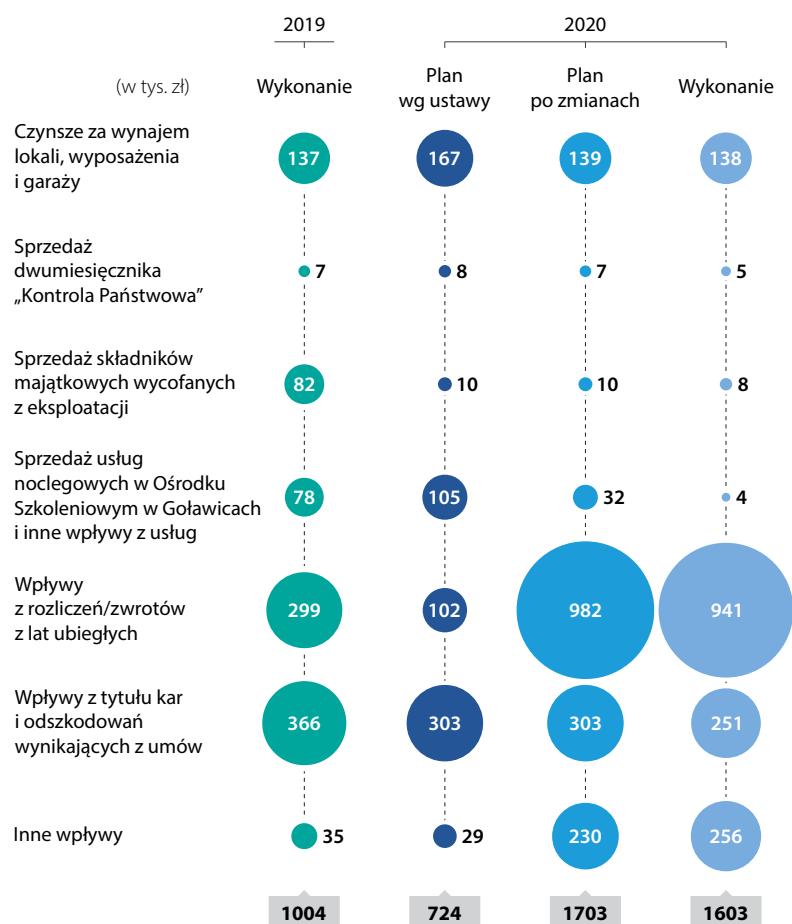 2019 2020
(w tys. zł) Wykonanie Plan wg ustawy Plan po zmianach Wykonanie
Czynsze za wynajem
lokali, wyposażenia
i garaży
137 167 139 138
Sprzedaż
dwumiesięcznika
„Kontrola Państwowa”
7 8 7 5
Sprzedaż składników
majątkowych wycofanych
z eksploatacji
82 10 10 8
Sprzedaż usług
noclegowych w Ośrodku
Szkoleniowym w Goławicach
i inne wpływy z usług
78 105 32 4
Wpływy
z rozliczeń/zwrotów
z lat ubiegłych
299 102 982 941
Wpływy z tytułu kar
i odszkodowań
wynikających z umów
366 303 303 251
Inne wpływy 35 29 230 256
1004 724 1703 1603